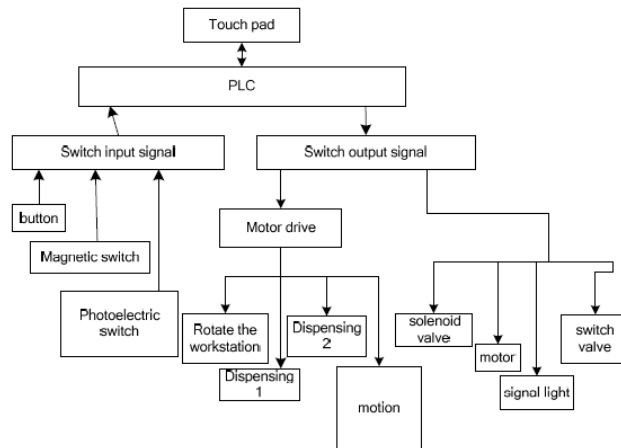 Touch pad
PLC
Switch input signal
Switch output signal
button
Motor drive
Magnetic switch
Photoelectric
switch
Rotate the
workstation
Dispensing
2
Dispensing
1
motion
solenoid
valve
motor
signal light
switch
valve